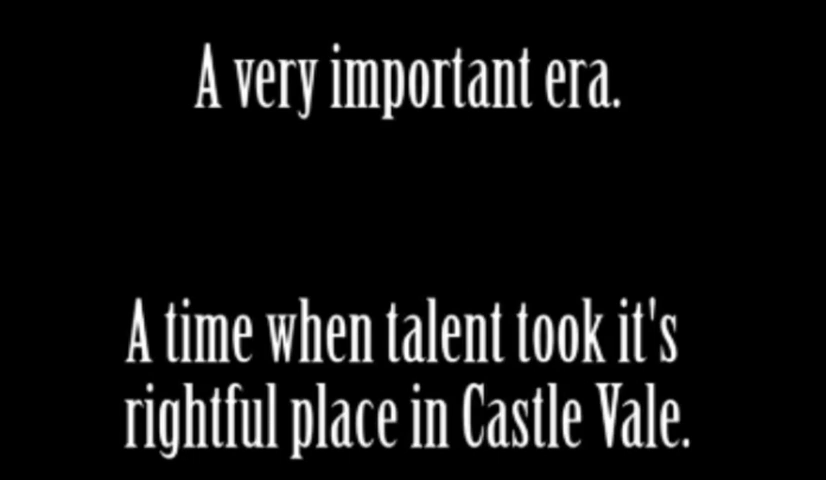 A very important era.
A time when talent took it's
rightful place in Castle Vale.